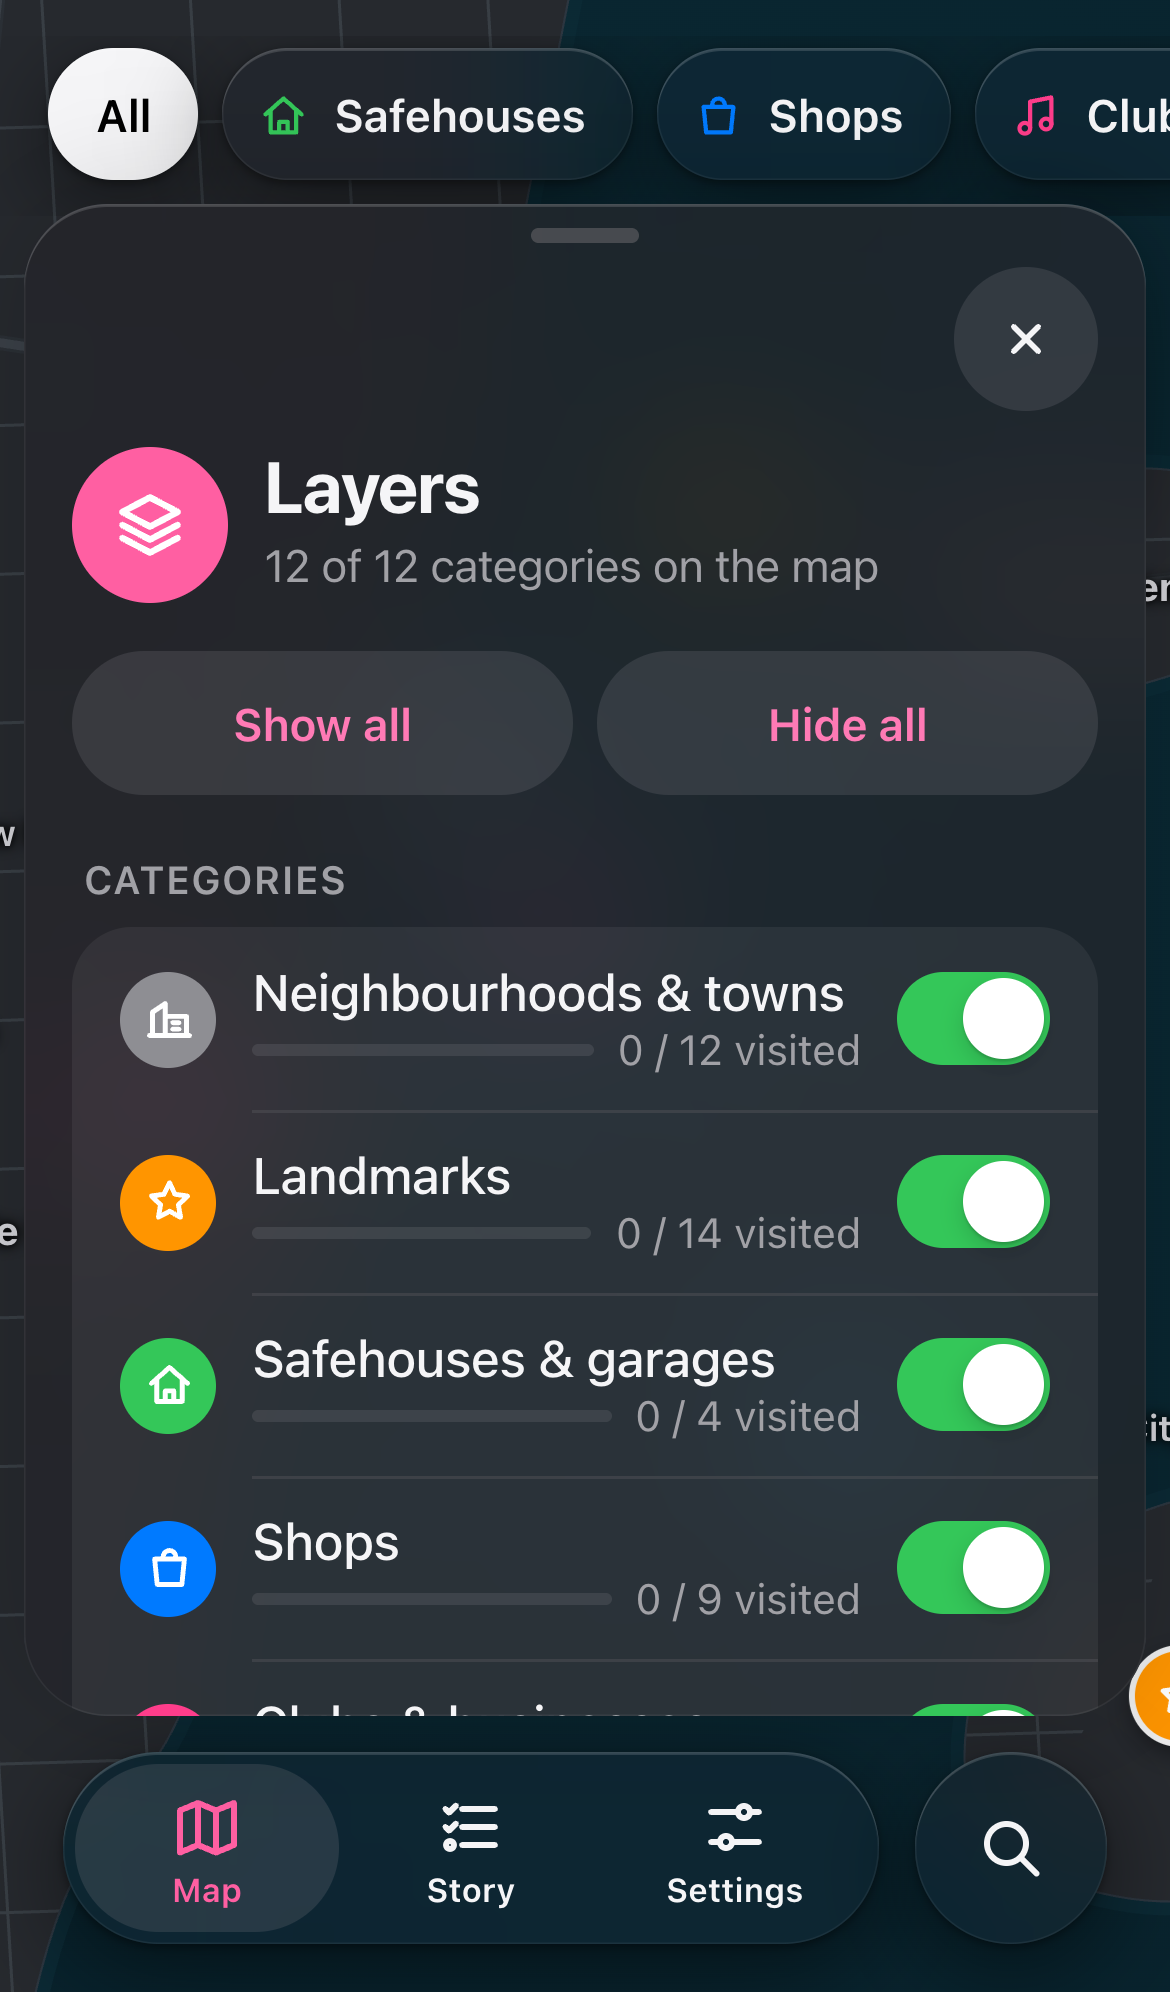 All
Safehouses
Shops
Layers
12 of 12 categories on the map
Show all
Hide all
CATEGORIES
Neighbourhoods & towns
0 / 12 visited
Landmarks
0 / 14 visited
Safehouses & garages
0 / 4 visited
Shops
0 / 9 visited
Map
Story
Settings